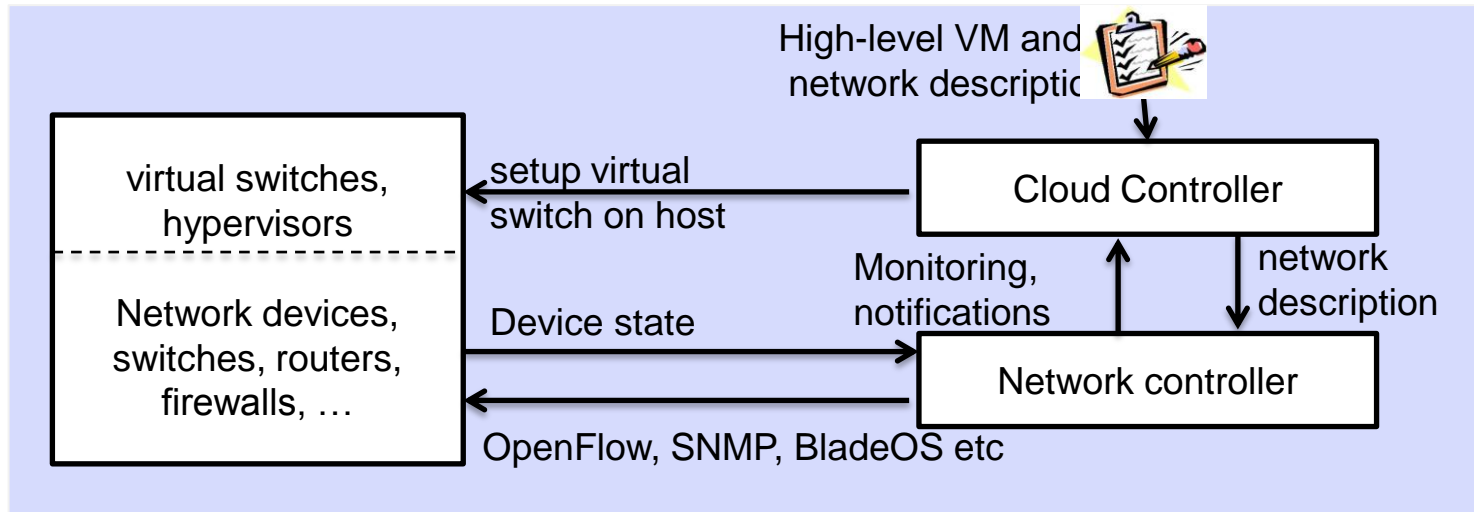 High-level VM and
network descriptio
virtual switches,
hypervisors
setup virtual
switch on host
Cloud Controller
Monitoring,
notifications
network
description
Network devices,
switches, routers,
firewalls, …
Device state
Network controller
OpenFlow, SNMP, BladeOS etc